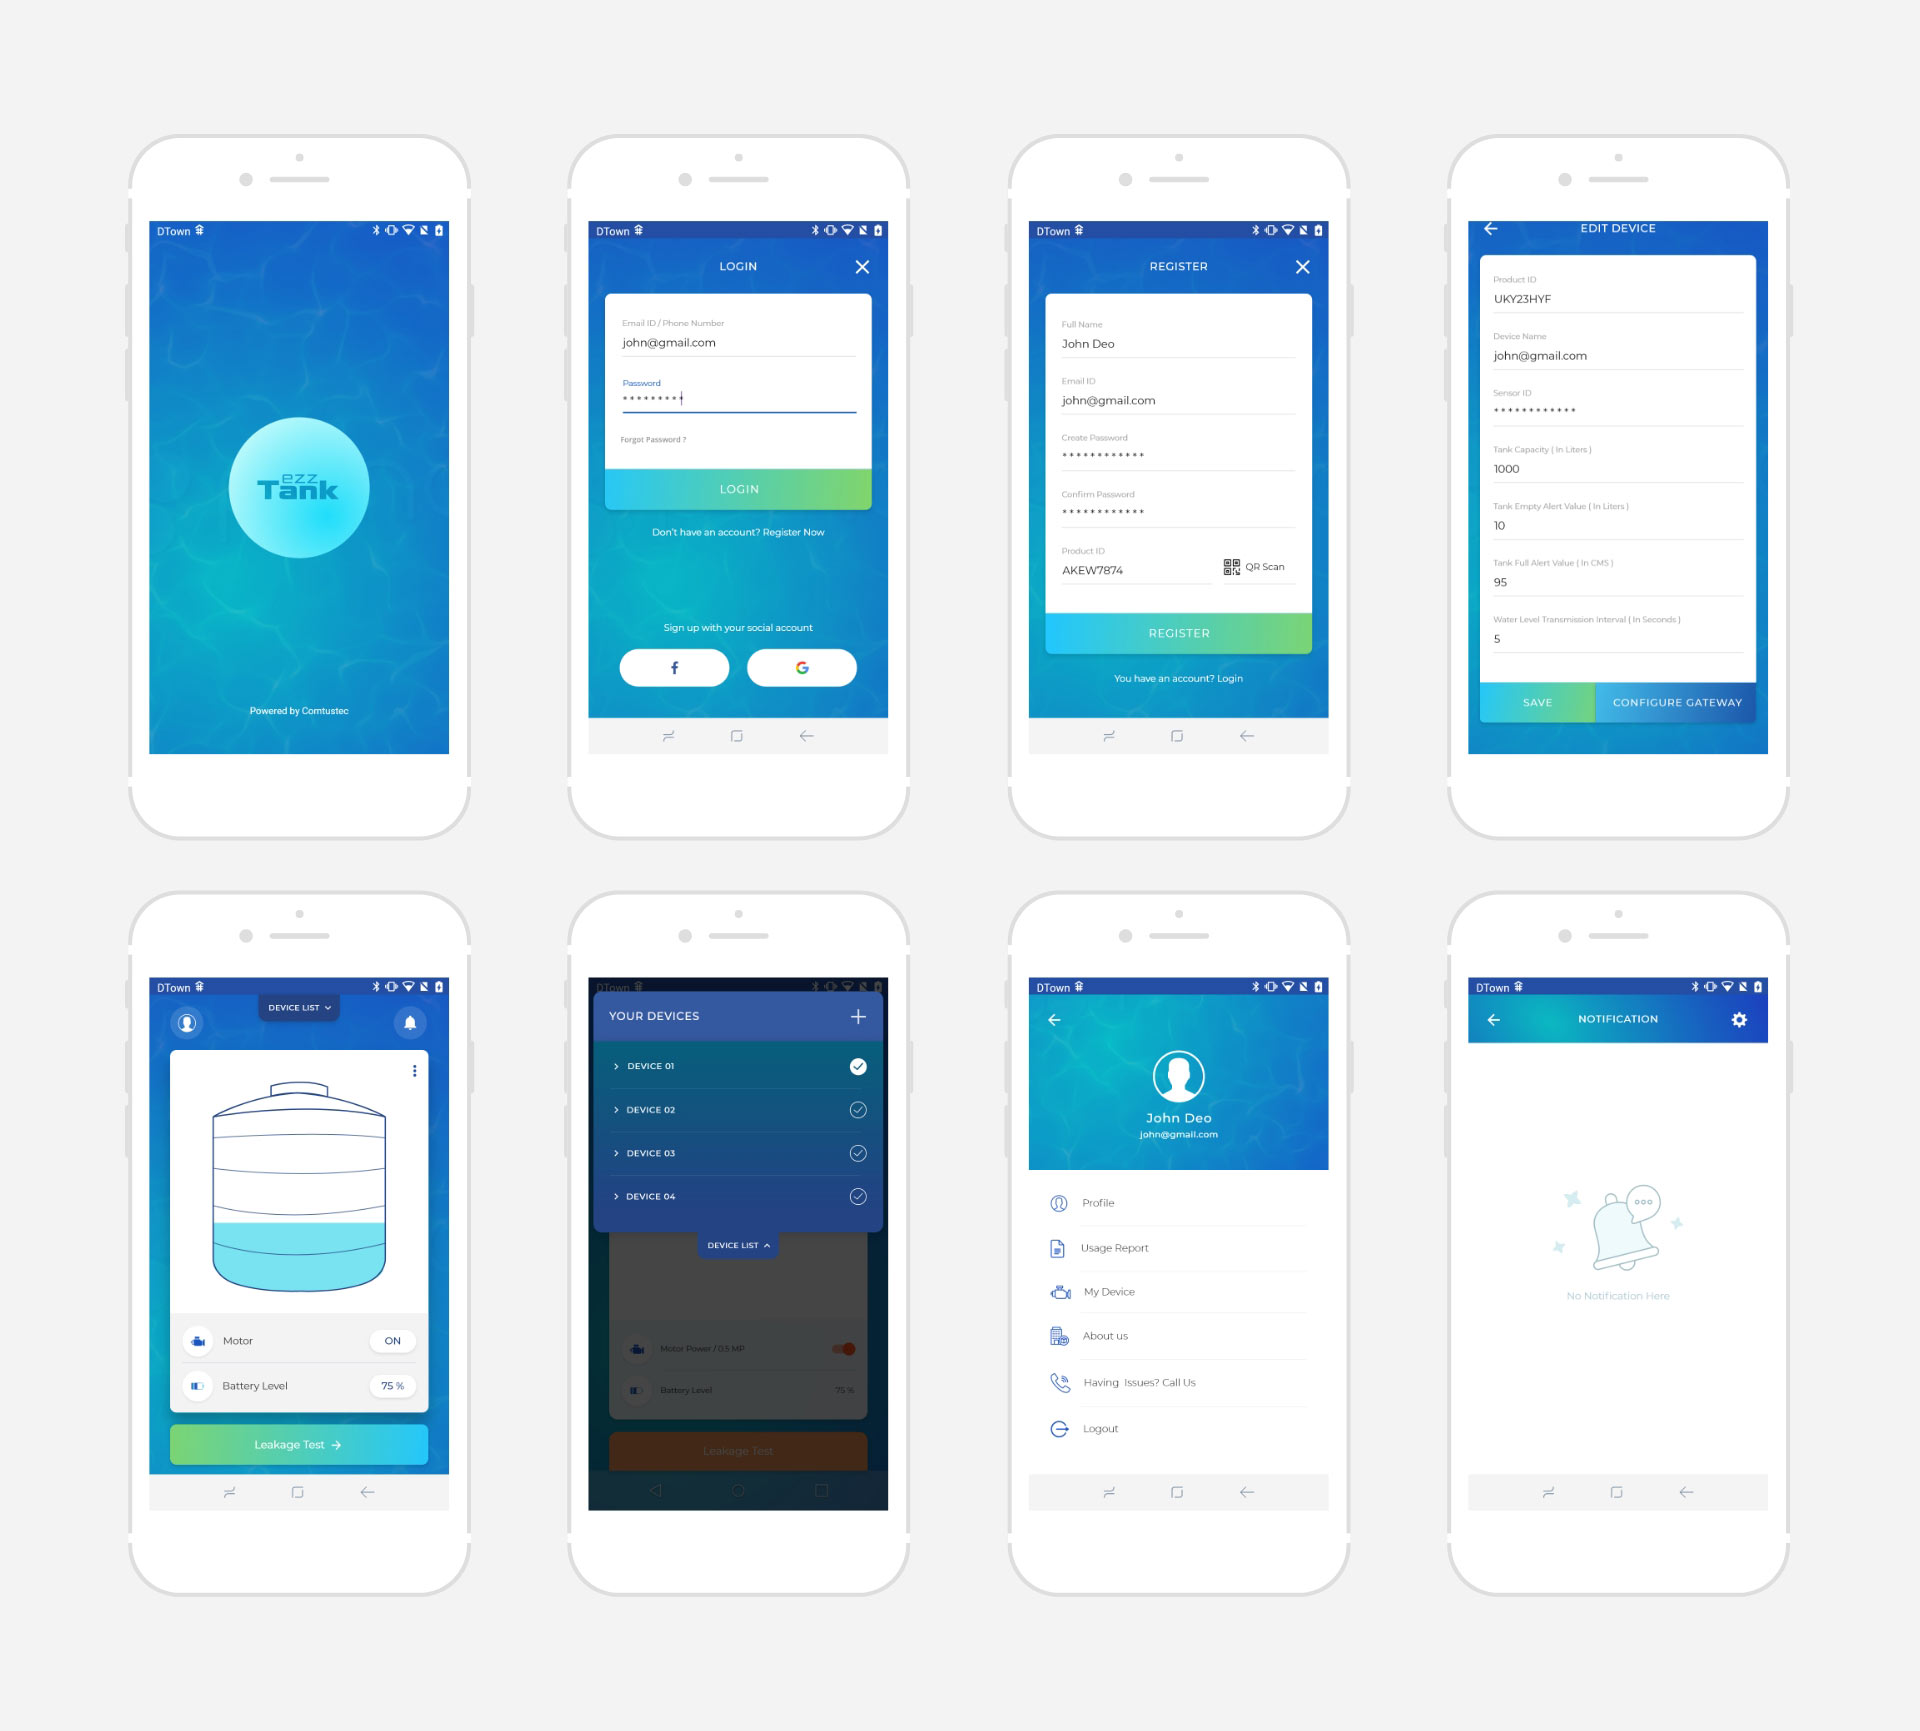 DTown
ezz
Tank
Powered by Comtustec
DTown
LOGIN
Email ID / Phone Number
john@gmail.com
Password
*********
Forgot Password ?
LOGIN
Don't have an account? Register Now
Sign up with your social account
f
G
DTown
REGISTER
Full Name
John Deo
Email ID
john@gmail.com
Create Password
************
Confirm Password
************
Product ID
AKEW7874
QR Scan
REGISTER
You have an account? Login
EDIT DEVICE
Product ID
UKY23HYF
Device Name
john@gmail.com
Sensor ID
************
Tank Capacity ( In Liters )
1000
Tank Empty Alert Value ( In Liters )
10
Tank Full Alert Value ( In CMS )
95
Water Level Transmission Interval ( In Seconds )
5
SAVE
CONFIGURE GATEWAY
DTown
DEVICE LIST
Motor
ON
Battery Level
75 %
Leakage Test
DTown
YOUR DEVICES
DEVICE 01
DEVICE 02
DEVICE 03
DEVICE 04
DEVICE LIST
Motor Power / 0.5 MP
Battery Level
75 %
Leakage Test
DTown
John Deo
john@gmail.com
Profile
Usage Report
My Device
About us
Having Issues? Call Us
Logout
DTown
NOTIFICATION
No Notification Here